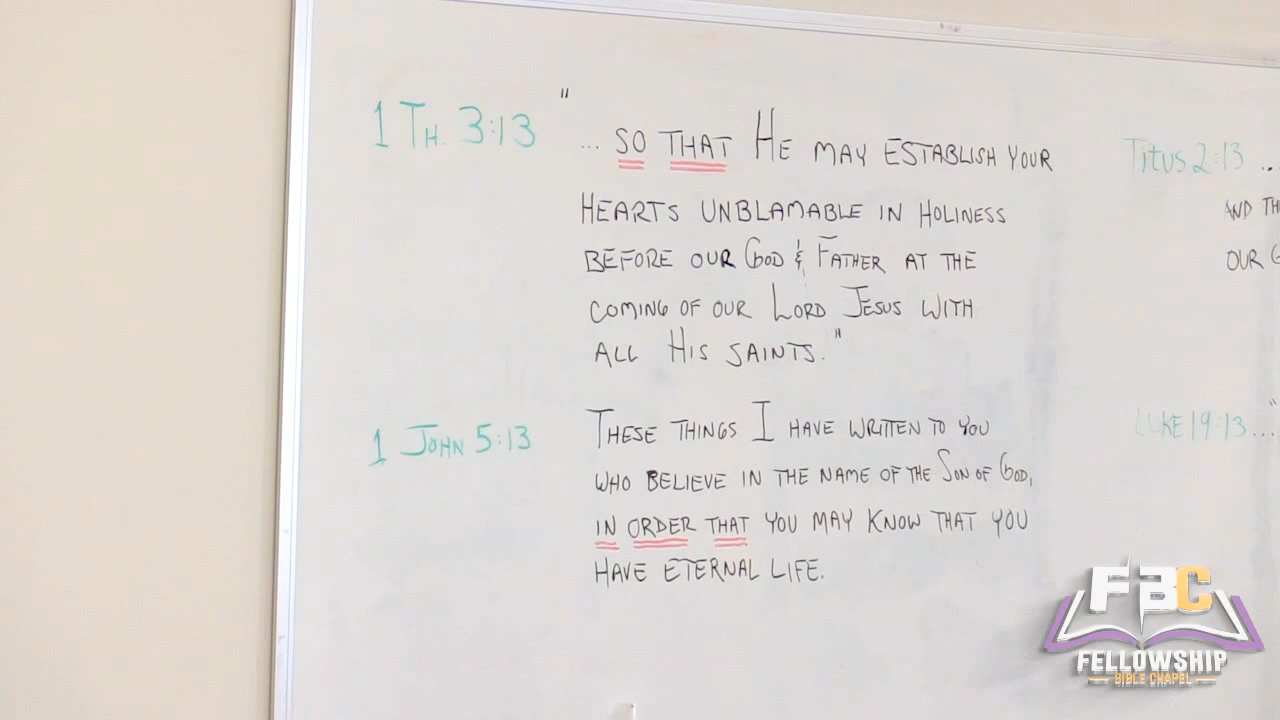 1 TH. 3:13 " ... SO THAT HE MAY ESTABLISH YOUR
HEARTS UNBLAMABLE IN HOLINESS
BEFORE OUR GOD & FATHER AT THE
COMING OF OUR LORD JESUS WITH
ALL HIS SAINTS."
1 JOHN 5:13 THESE THINGS I HAVE WRITTEN TO YOU
WHO BELIEVE IN THE NAME OF THE SON OF GOD,
IN ORDER THAT YOU MAY KNOW THAT YOU
HAVE ETERNAL LIFE.
TITUS 2:13 ..
AND TH
OUR G
LUKE 19:13 ... "
FBC
FELLOWSHIP
BIBLE CHAPEL